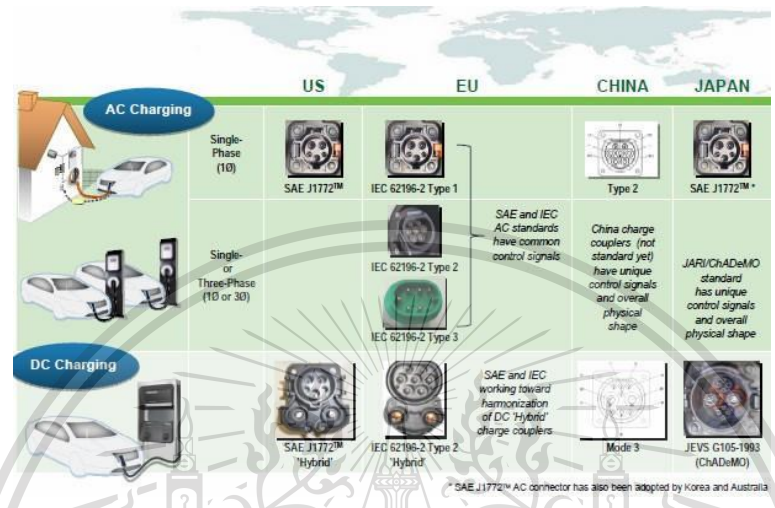 US
EU
CHINA
JAPAN
AC Charging
Single-
Phase
(1Ø)
SAE J1772™
IEC 62196-2 Type 1
Type 2
SAE J1772™ *
Single-
or
Three-Phase
(1Ø or 3Ø)
IEC 62196-2 Type 2
IEC 62196-2 Type 3
SAE and IEC
AC standards
have common
control signals
China charge
couplers (not
standard yet)
have unique
control signals
and overall
physical
shape
JARI/ChAdeMO
standard
has unique
control signals
and overall
physical shape
DC Charging
SAE J1772™
'Hybrid'
IEC 62196-2 Type 2
'Hybrid'
SAE and IEC
working toward
harmonization
of DC 'Hybrid'
charge couplers
Mode 3
JEVS G105-1993
(ChADeMO)
* SAE J1772™ AC connector has also been adopted by Korea and Australia